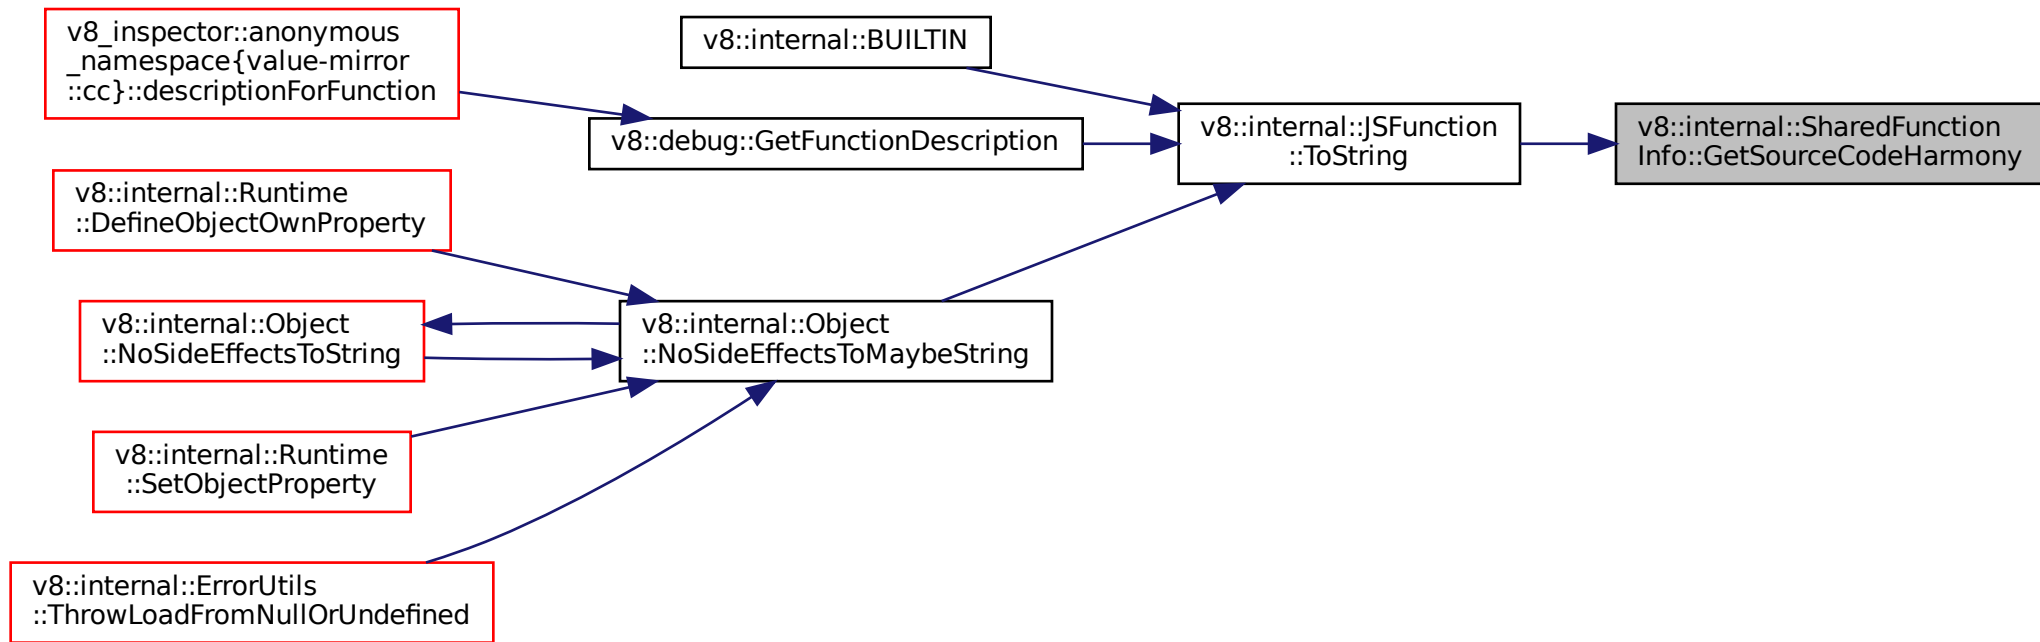 v8_inspector::anonymous
_namespace{value-mirror
::cc}::descriptionForFunction
v8::internal::BUILTIN
v8::debug::GetFunctionDescription
v8::internal::JSFunction
::ToString
v8::internal::SharedFunction
Info::GetSourceCodeHarmony
v8::internal::Runtime
::DefineObjectOwnProperty
v8::internal::Object
::NoSideEffectsToString
v8::internal::Object
::NoSideEffectsToMaybeString
v8::internal::Runtime
::SetObjectProperty
v8::internal::ErrorUtils
::ThrowLoadFromNullOrUndefined